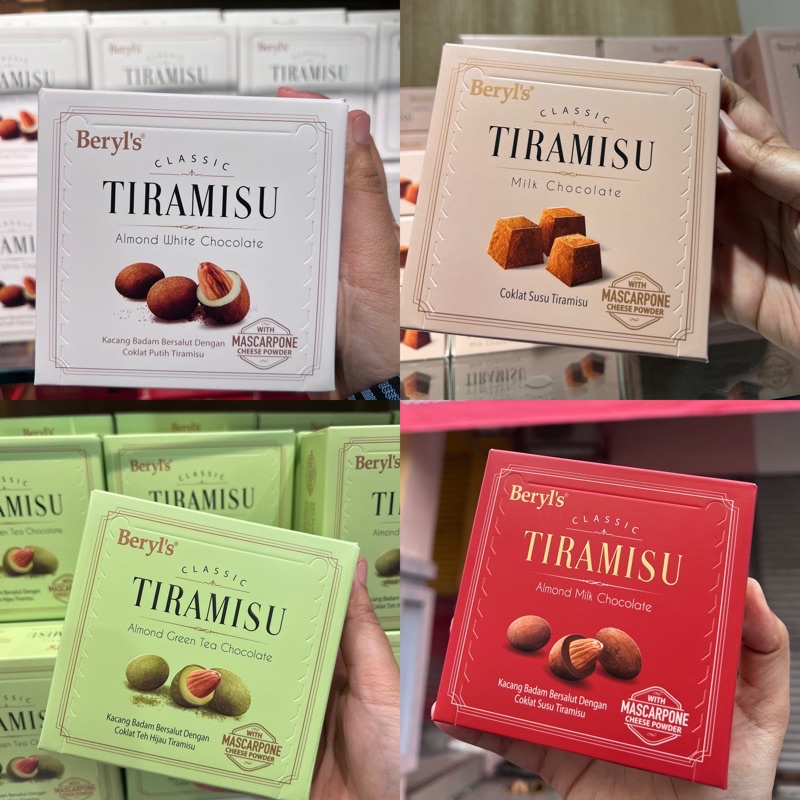 Beryl's®
CLASSIC
TIRAMISU
Almond White Chocolate
Kacang Badam Bersalut Dengan
Coklat Putih Tiramisu
WITH
MASCARPONE
CHEESE POWDER
Beryl's®
CLASSIC
TIRAMISU
Milk Chocolate
Coklat Susu Tiramisu
WITH
MASCARPONE
CHEESE POWDER
Beryl's®
CLASSIC
TIRAMISU
Almond Green Tea Chocolate
Kacang Badam Bersalut Dengan
Coklat Teh Hijau Tiramisu
WITH
MASCARPONE
CHEESE POWDER
Beryl's®
CLASSIC
TIRAMISU
Almond Milk Chocolate
Kacang Badam Bersalut Dengan
Coklat Susu Tiramisu
WITH
MASCARPONE
CHEESE POWDER